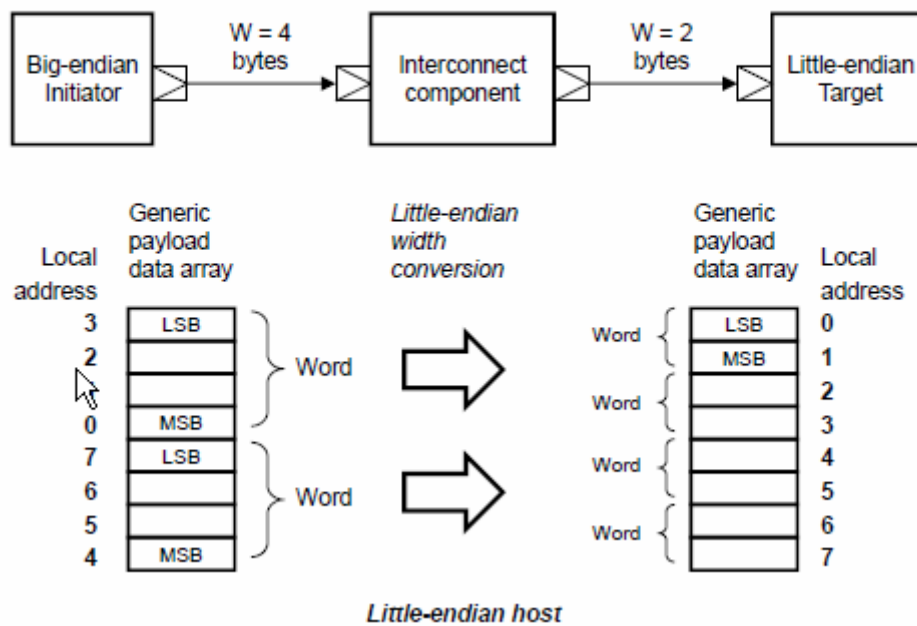 W = 4
bytes
W = 2
bytes
Big-endian
Initiator
Interconnect
component
Little-endian
Target
Generic
payload
data array
Little-endian
width
conversion
Generic
payload
data array
Local
address
Local
address
3 LSB
2
0 MSB
Word
7 LSB
6
5
4 MSB
Word
Word
LSB 0
MSB 1
Word
2
3
Word
4
5
Word
6
7
Little-endian host